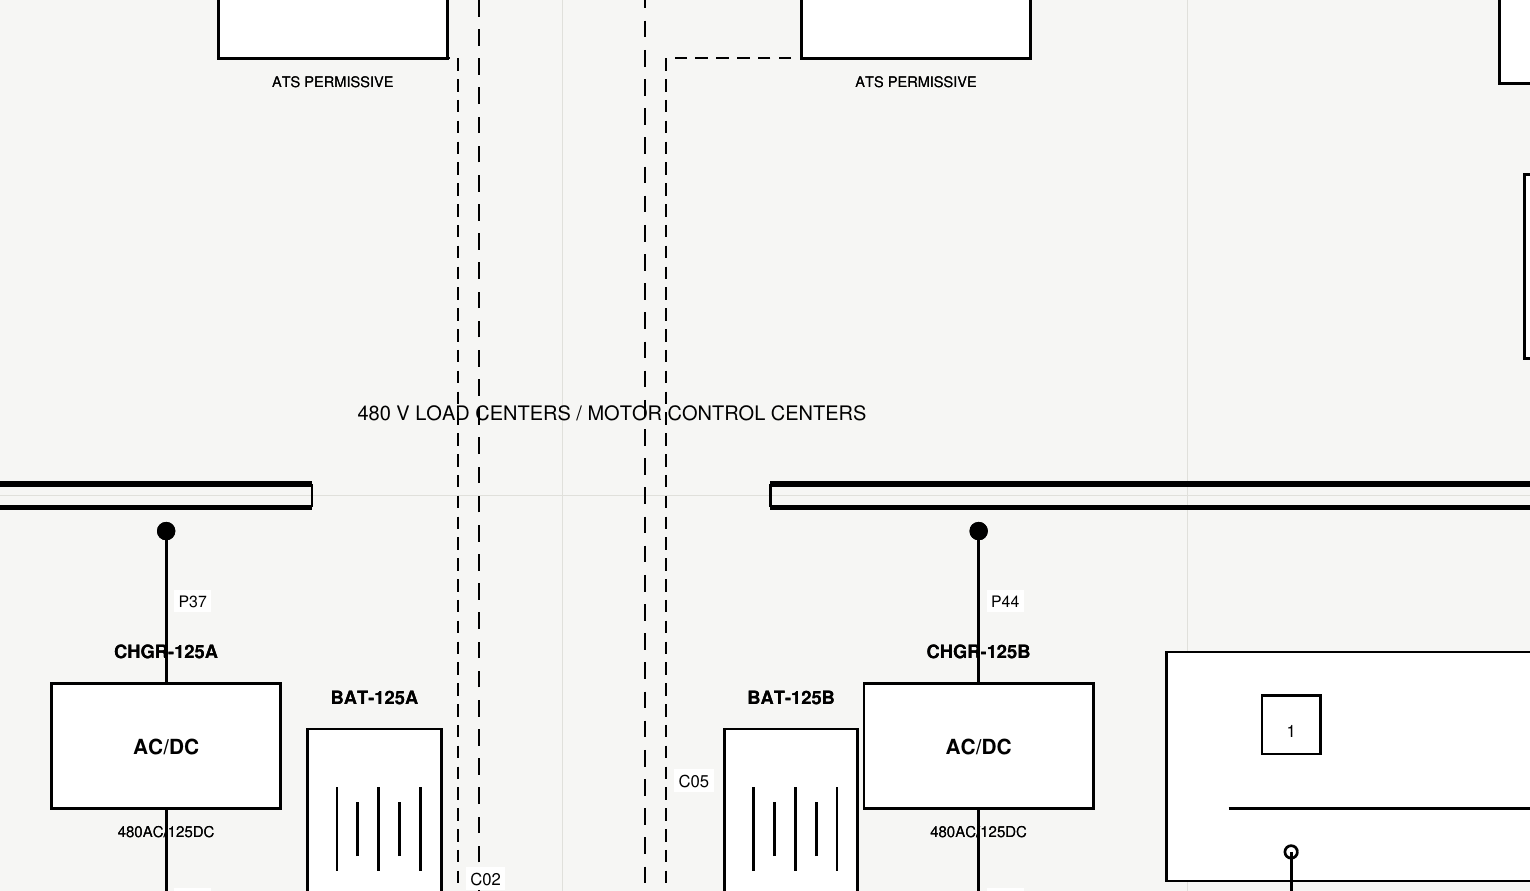 ATS PERMISSIVE
ATS PERMISSIVE
480 V LOAD CENTERS / MOTOR CONTROL CENTERS
P37
P44
CHGR-125A
CHGR-125B
BAT-125A
BAT-125B
1
AC/DC
AC/DC
C05
480AC/125DC
480AC/125DC
C02